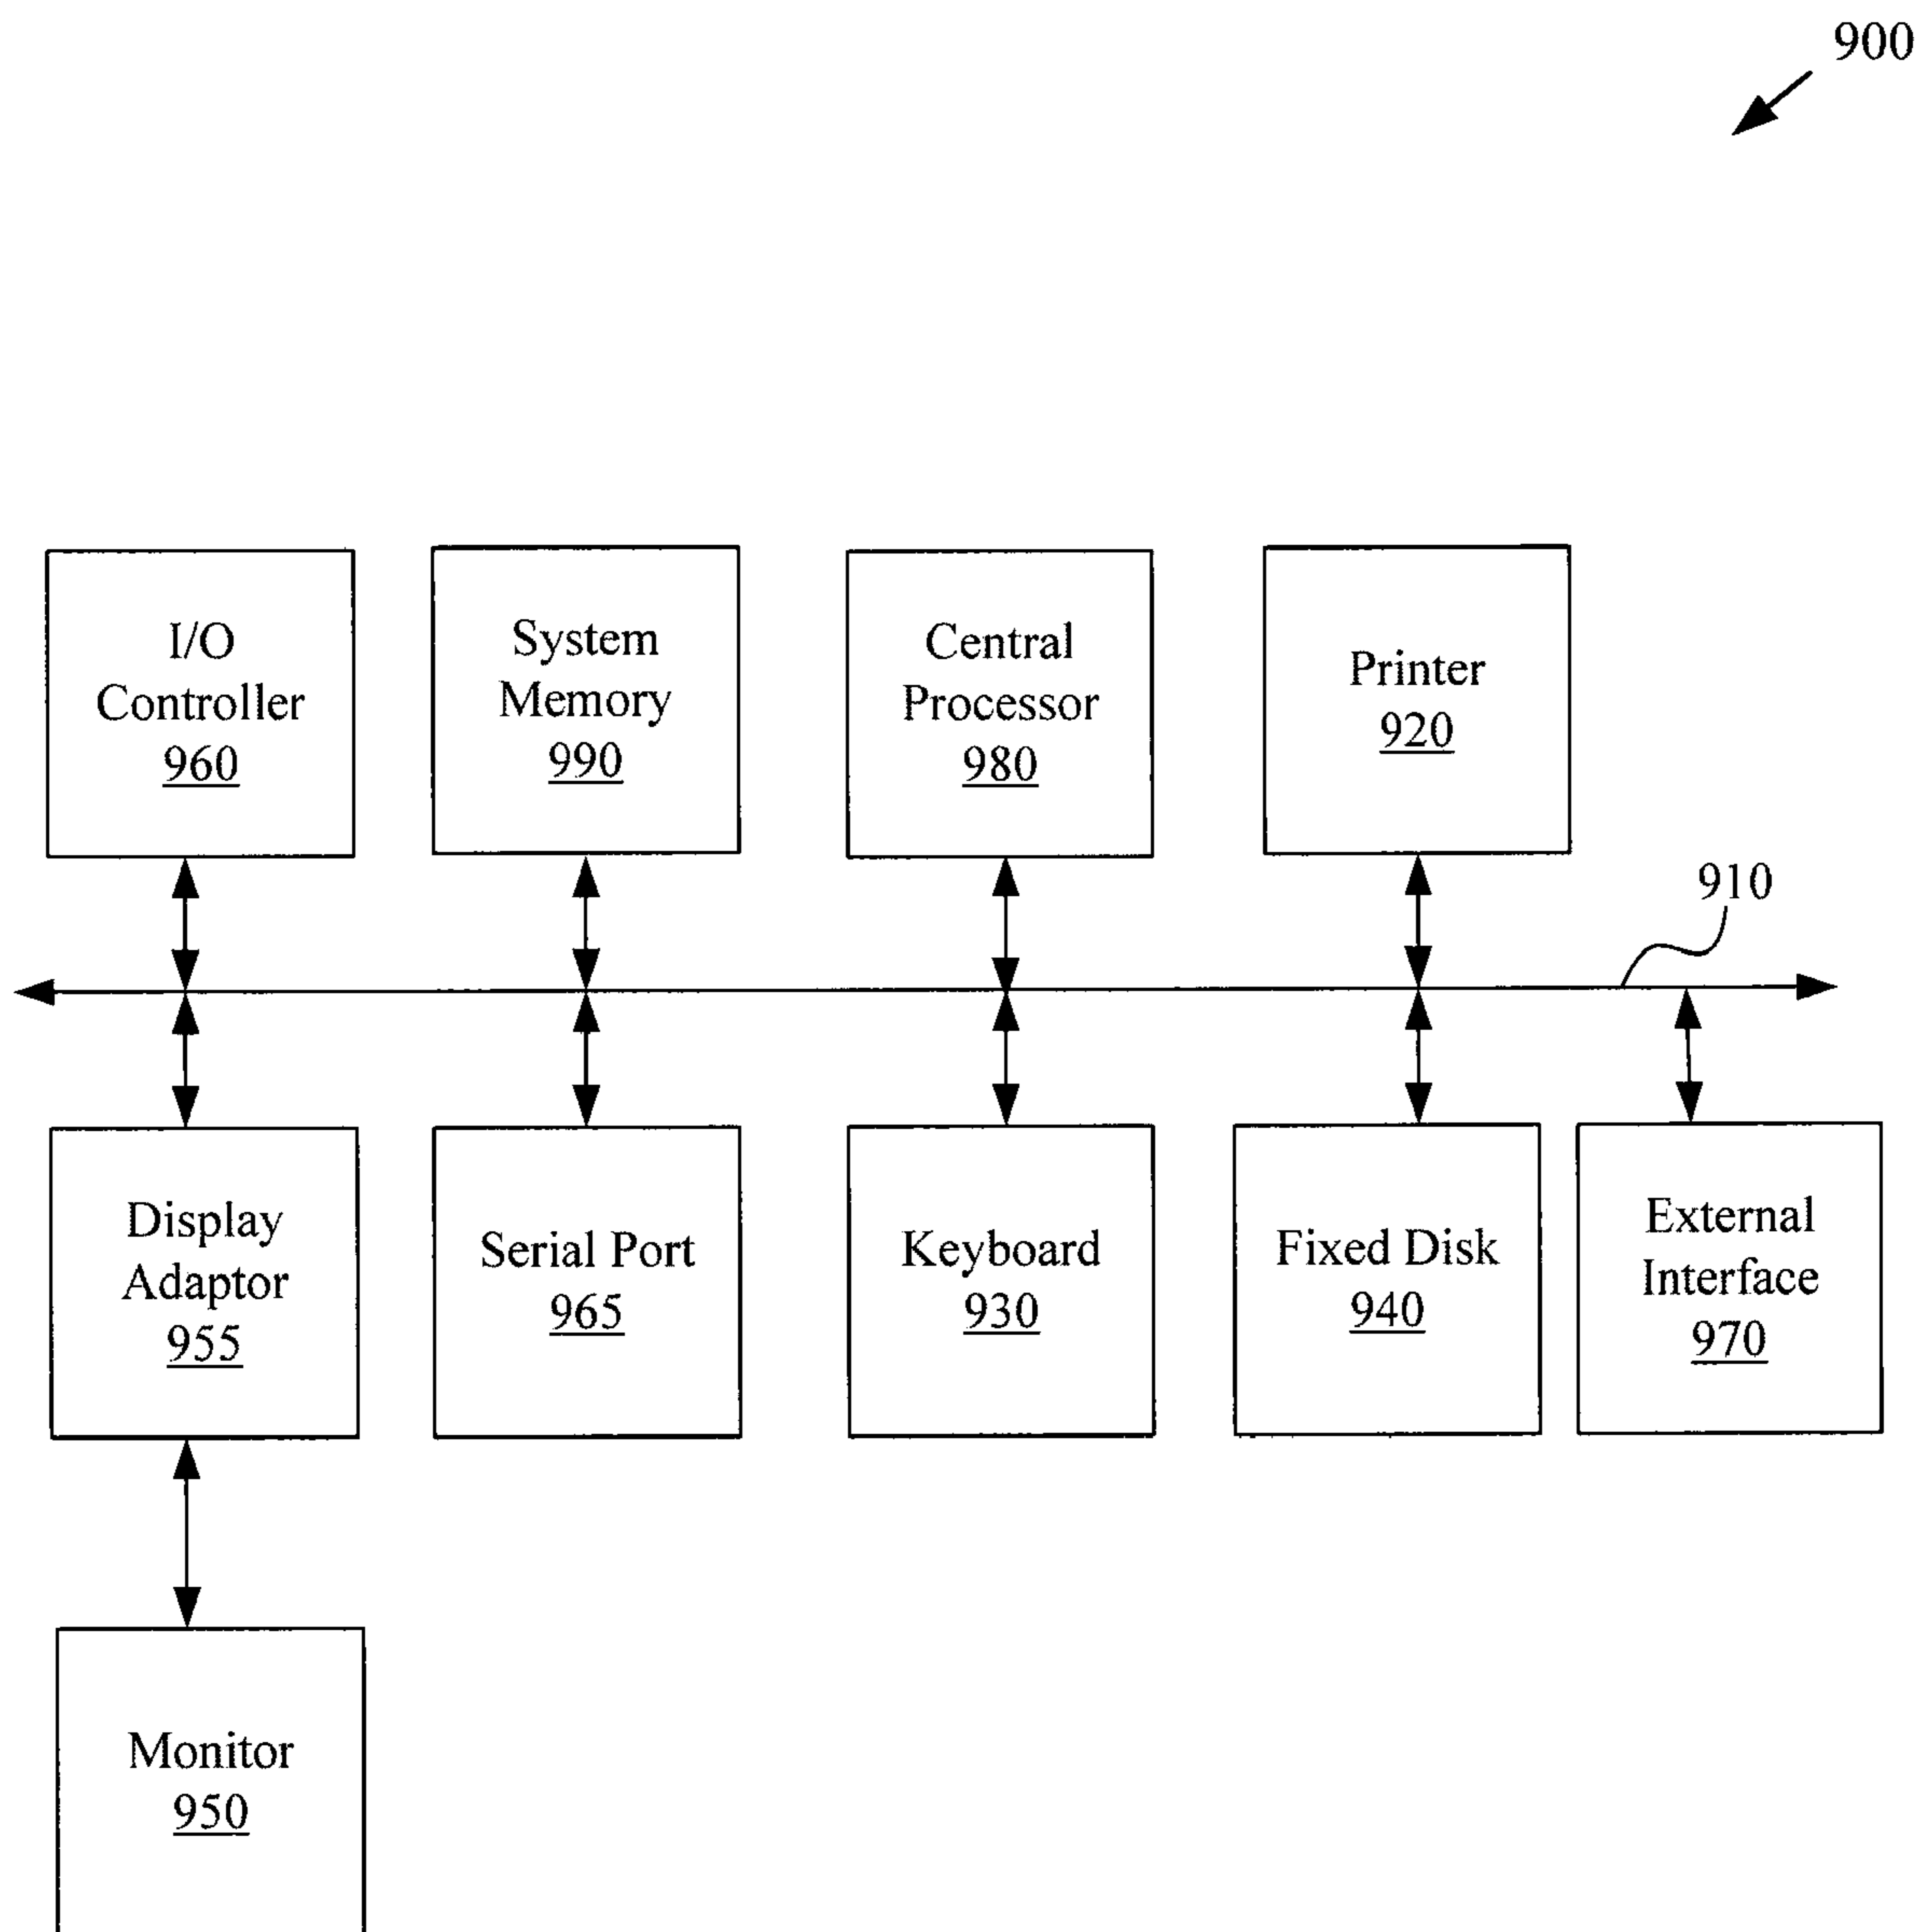 900
I/O
Controller
960
System
Memory
990
Central
Processor
980
Printer
920
910
Display
Adaptor
955
Serial Port
965
Keyboard
930
Fixed Disk
940
External
Interface
970
Monitor
950